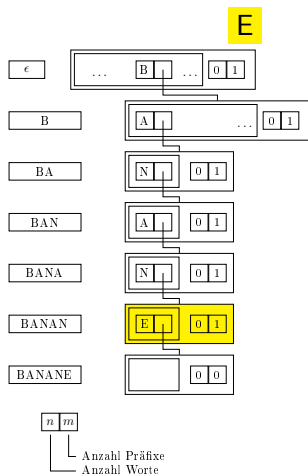 E
ϵ ... B ... 0 1
B A ... 0 1
BA N 0 1
BAN A 0 1
BANA N 0 1
BANAN E 0 1
BANANE 0 0
n m
Anzahl Präfixe
Anzahl Worte